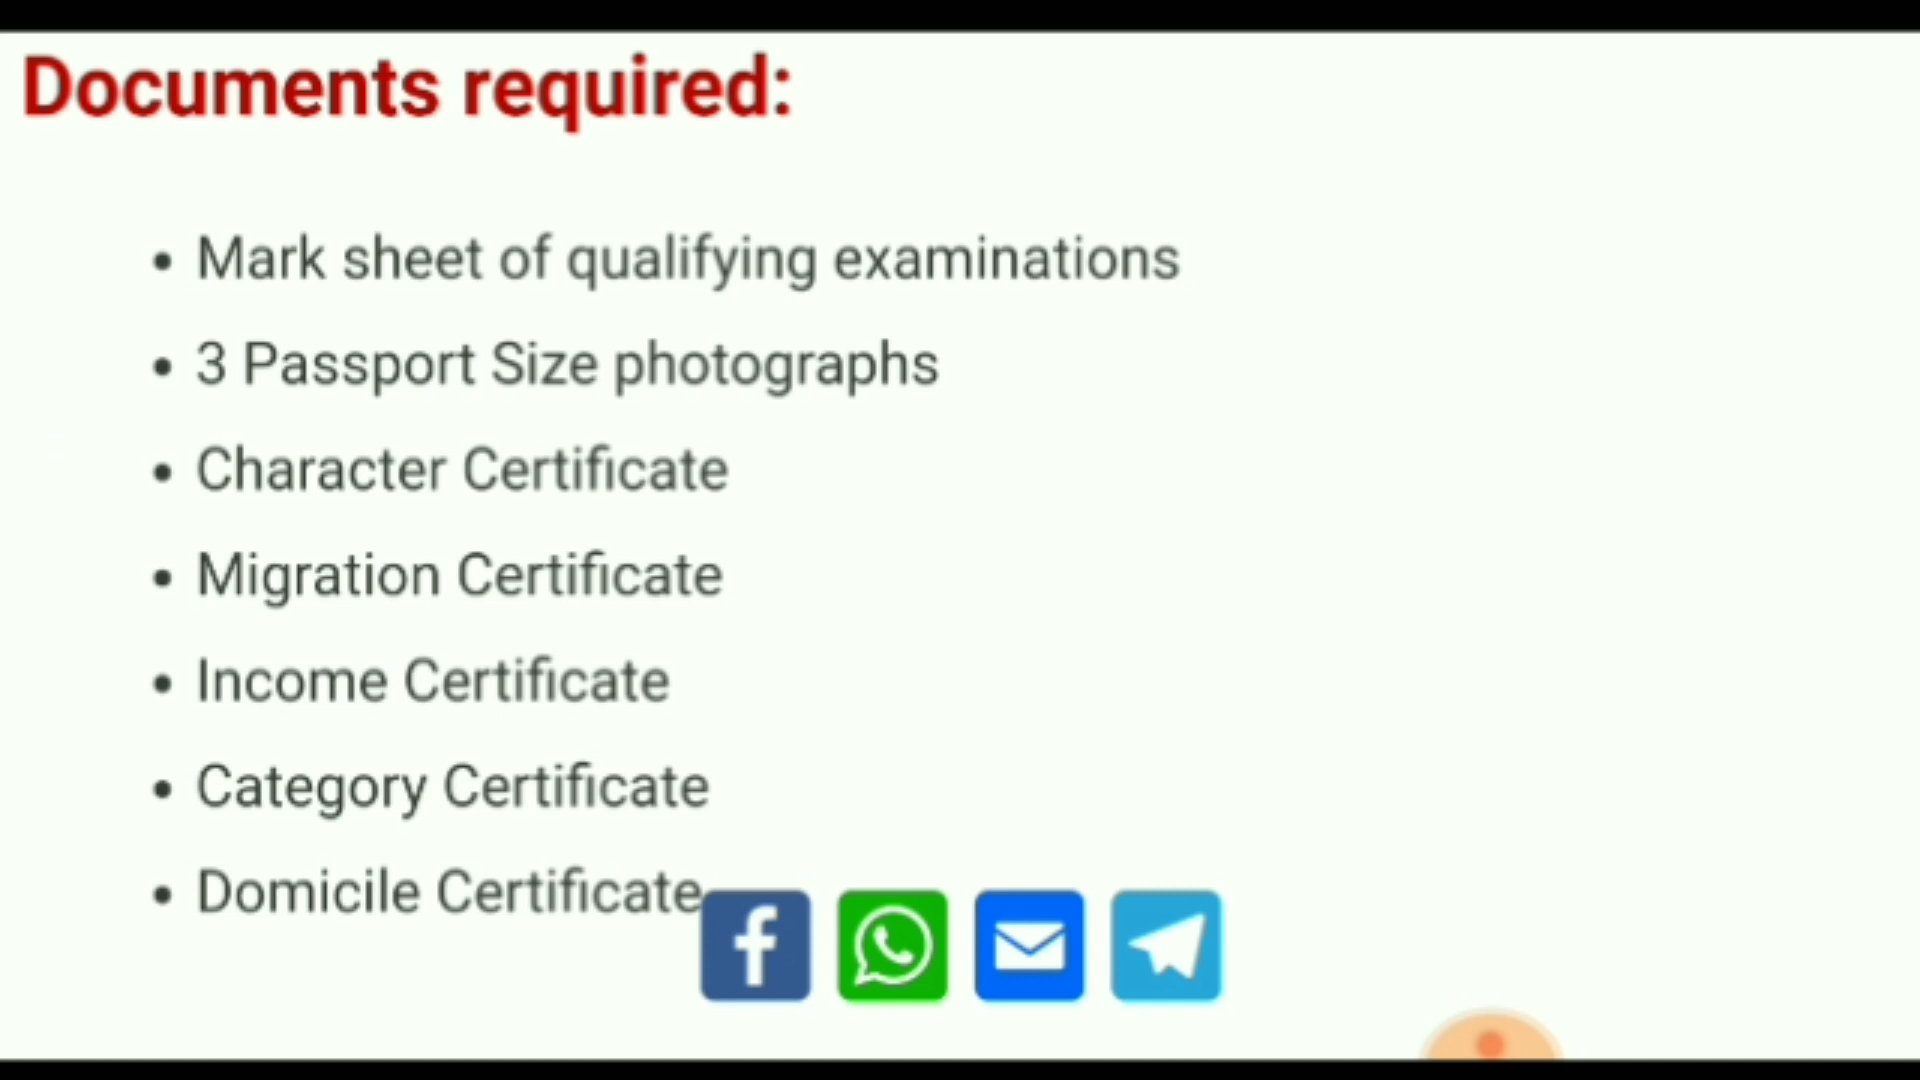 Documents required:
• Mark sheet of qualifying examinations
• 3 Passport Size photographs
• Character Certificate
• Migration Certificate
• Income Certificate
• Category Certificate
• Domicile Certificate